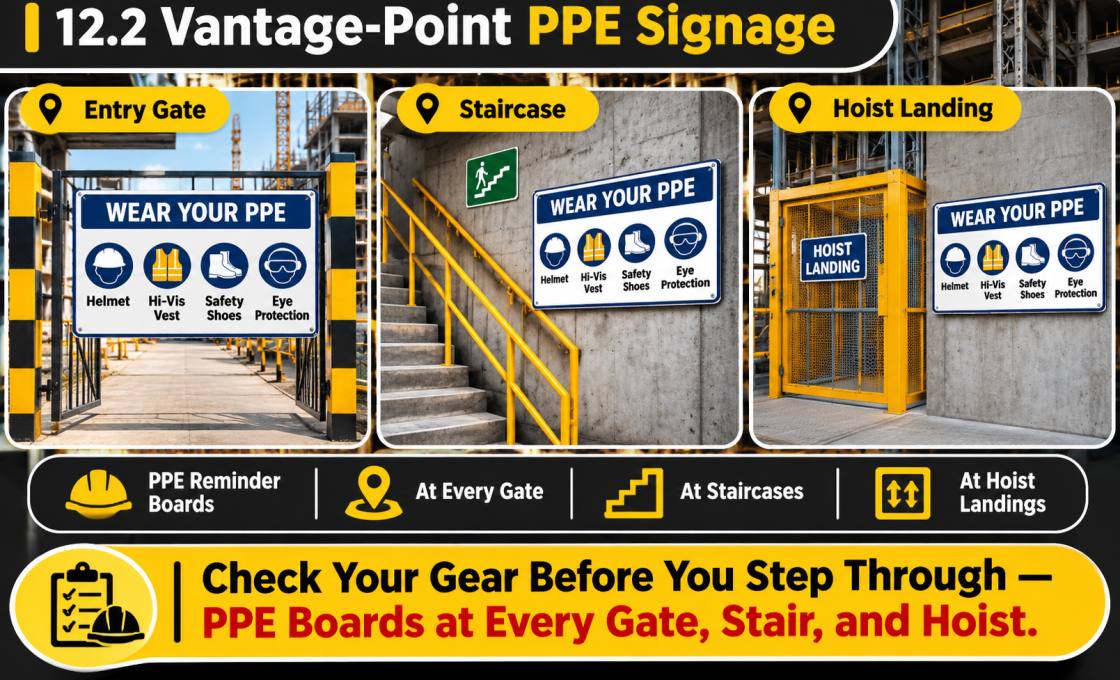 12.2 Vantage-Point PPE Signage
Entry Gate
WEAR YOUR PPE
Helmet
Hi-Vis
Vest
Safety
Shoes
Eye
Protection
Staircase
WEAR YOUR PPE
Helmet
Hi-Vis
Vest
Safety
Shoes
Eye
Protection
Hoist Landing
HOIST
LANDING
WEAR YOUR PPE
Helmet
Hi-Vis
Vest
Safety
Shoes
Eye
Protection
PPE Reminder
Boards
At Every Gate
At Staircases
At Hoist
Landings
Check Your Gear Before You Step Through —
PPE Boards at Every Gate, Stair, and Hoist.